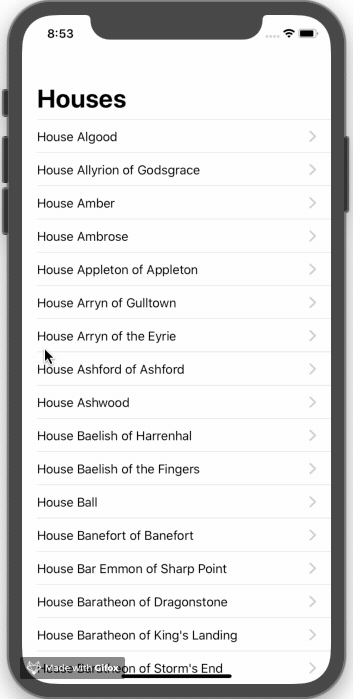 8:53
Houses
House Algood
House Allyrion of Godsgrace
House Amber
House Ambrose
House Appleton of Appleton
House Arryn of Gulltown
House Arryn of the Eyrie
House Ashford of Ashford
House Ashwood
House Baelish of Harrenhal
House Baelish of the Fingers
House Ball
House Banefort of Banefort
House Bar Emmon of Sharp Point
House Baratheon of Dragonstone
House Baratheon of King's Landing
House Baratheon of Storm's End
Made with Gifox